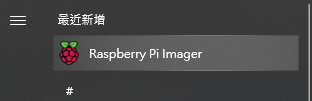 最近新增
Raspberry Pi Imager
#